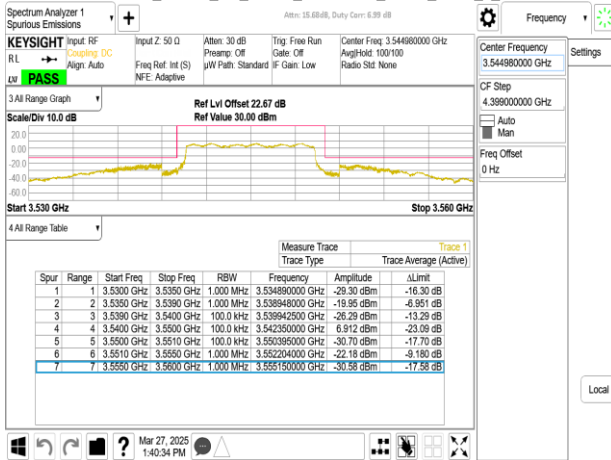 Spectrum Analyzer 1
Spurious Emissions
Attn: 15.68dB, Duty Corr: 6.99 dB
Frequency
KEYSIGHT
RL
LXI
PASS
Input: RF
Coupling: DC
Align: Auto
Input Z: 50 Ω
Freq Ref: Int (S)
NFE: Adaptive
Atten: 30 dB
Preamp: Off
µW Path: Standard
Trig: Free Run
Gate: Off
IF Gain: Low
Center Freq: 3.544980000 GHz
Avg|Hold: 100/100
Radio Std: None
Center Frequency
3.544980000 GHz
Settings
CF Step
4.399000000 GHz
Auto
Man
Freq Offset
0 Hz
3 All Range Graph
Scale/Div 10.0 dB
Ref Lvl Offset 22.67 dB
Ref Value 30.00 dBm
20.0
0.00
-20.0
-40.0
-60.0
Start 3.530 GHz
Stop 3.560 GHz
4 All Range Table
Measure Trace Trace 1
Trace Type Trace Average (Active)
Spur Range Start Freq Stop Freq RBW Frequency Amplitude ΔLimit
1 1 3.5300 GHz 3.5350 GHz 1.000 MHz 3.534890000 GHz -29.30 dBm -16.30 dB
2 2 3.5350 GHz 3.5390 GHz 1.000 MHz 3.538948000 GHz -19.95 dBm -6.951 dB
3 3 3.5390 GHz 3.5400 GHz 100.0 kHz 3.539942500 GHz -26.29 dBm -13.29 dB
4 4 3.5400 GHz 3.5500 GHz 100.0 kHz 3.542350000 GHz 6.912 dBm -23.09 dB
5 5 3.5500 GHz 3.5510 GHz 100.0 kHz 3.550395000 GHz -30.70 dBm -17.70 dB
6 6 3.5510 GHz 3.5550 GHz 1.000 MHz 3.552204000 GHz -22.18 dBm -9.180 dB
7 7 3.5550 GHz 3.5600 GHz 1.000 MHz 3.555150000 GHz -30.58 dBm -17.58 dB
Local
?
Mar 27, 2025
1:40:34 PM